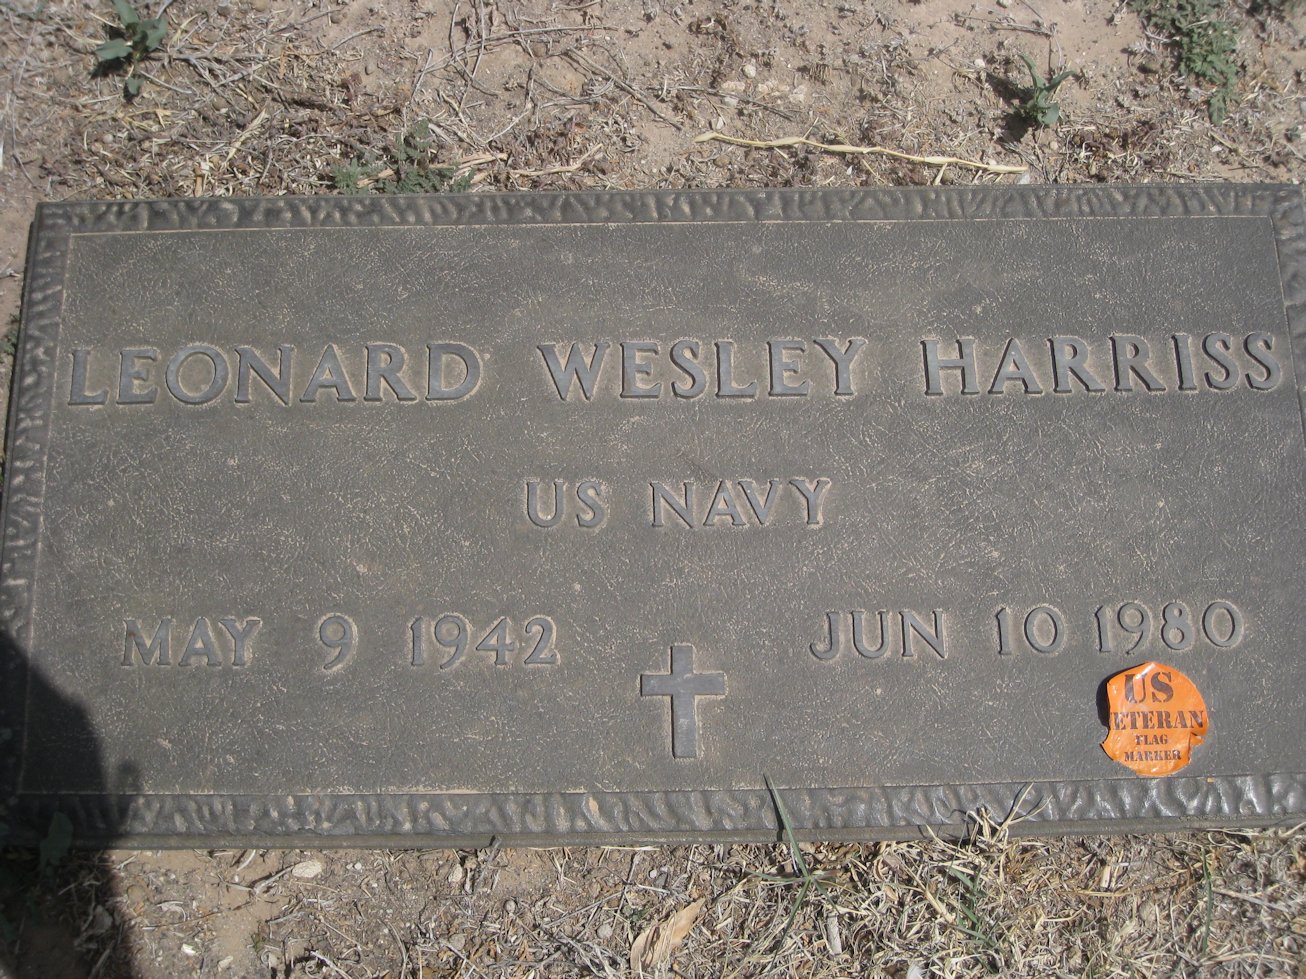 LEONARD WESLEY HARRISS
US NAVY
MAY 9 1942 JUN 10 1980
US
ETERAN
FLAG
MARKER